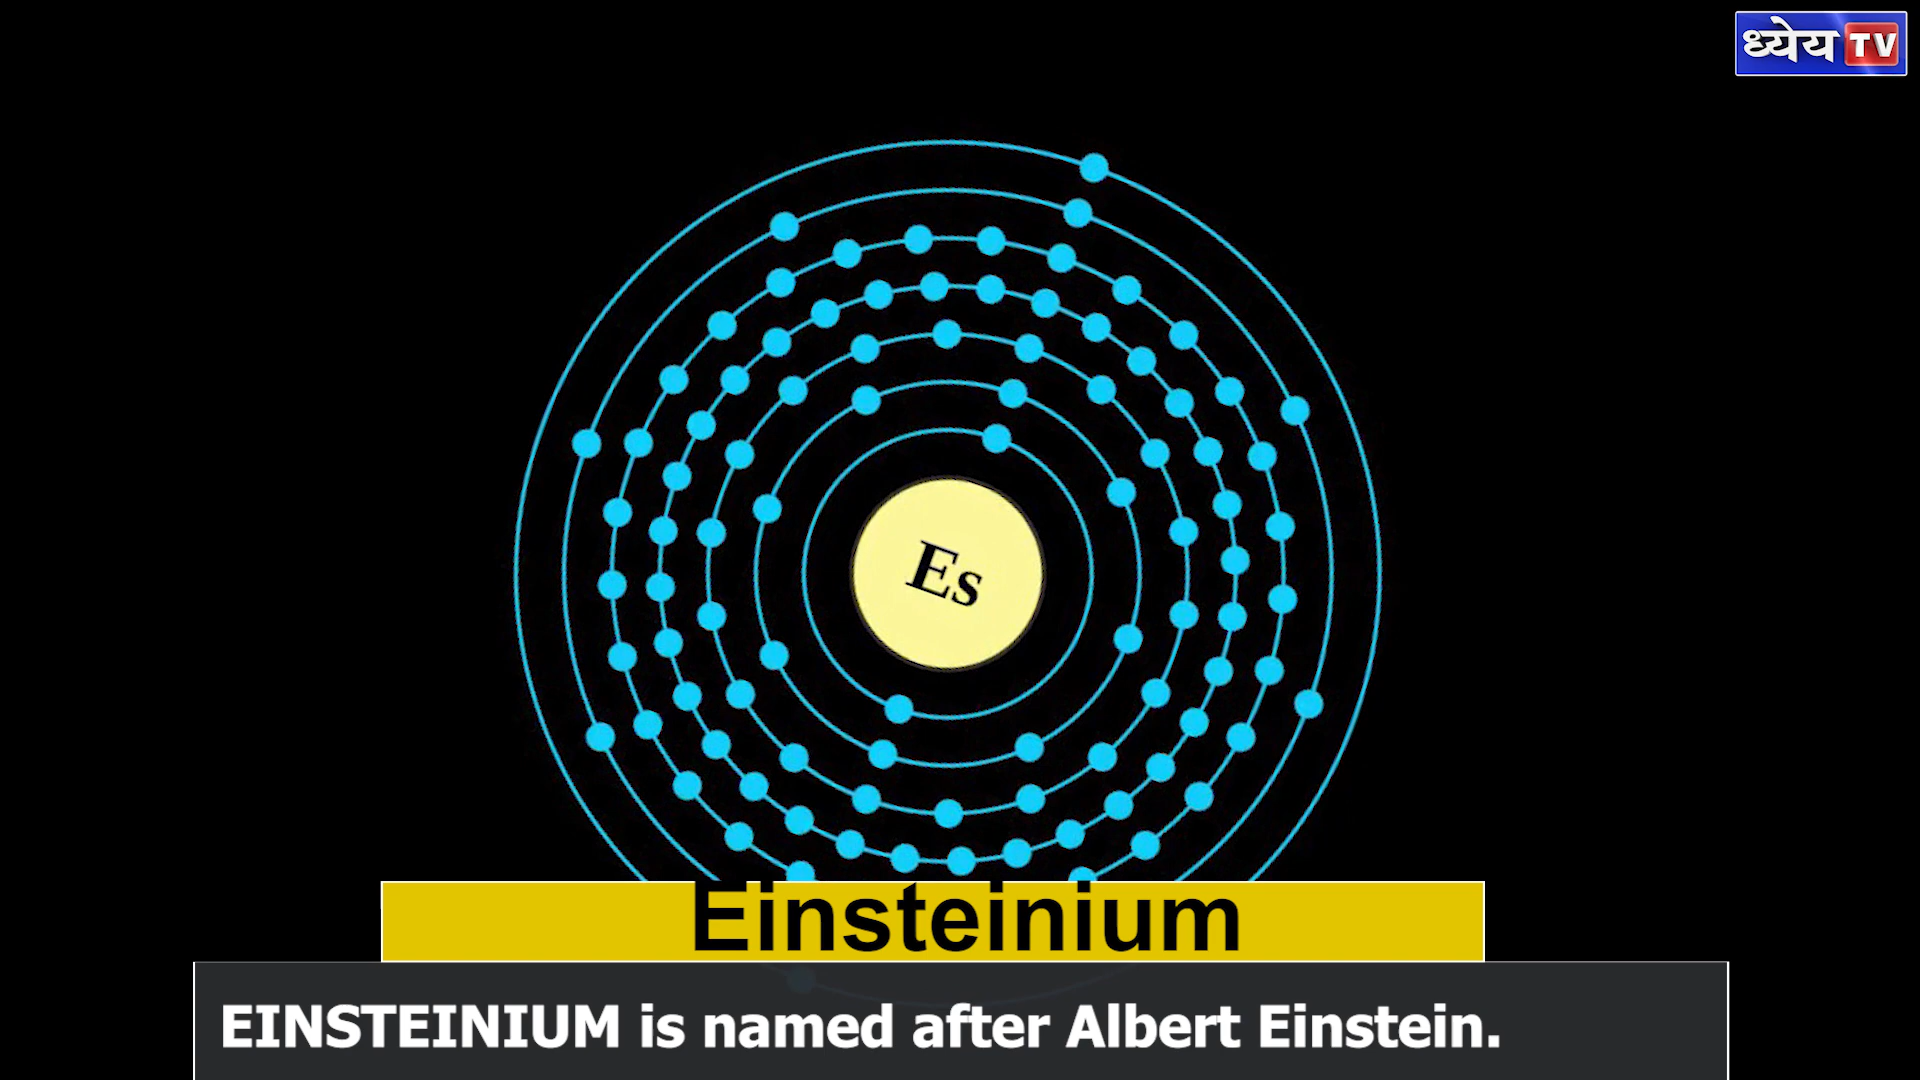 ध्येय TV
Es
Einsteinium
EINSTEINIUM is named after Albert Einstein.